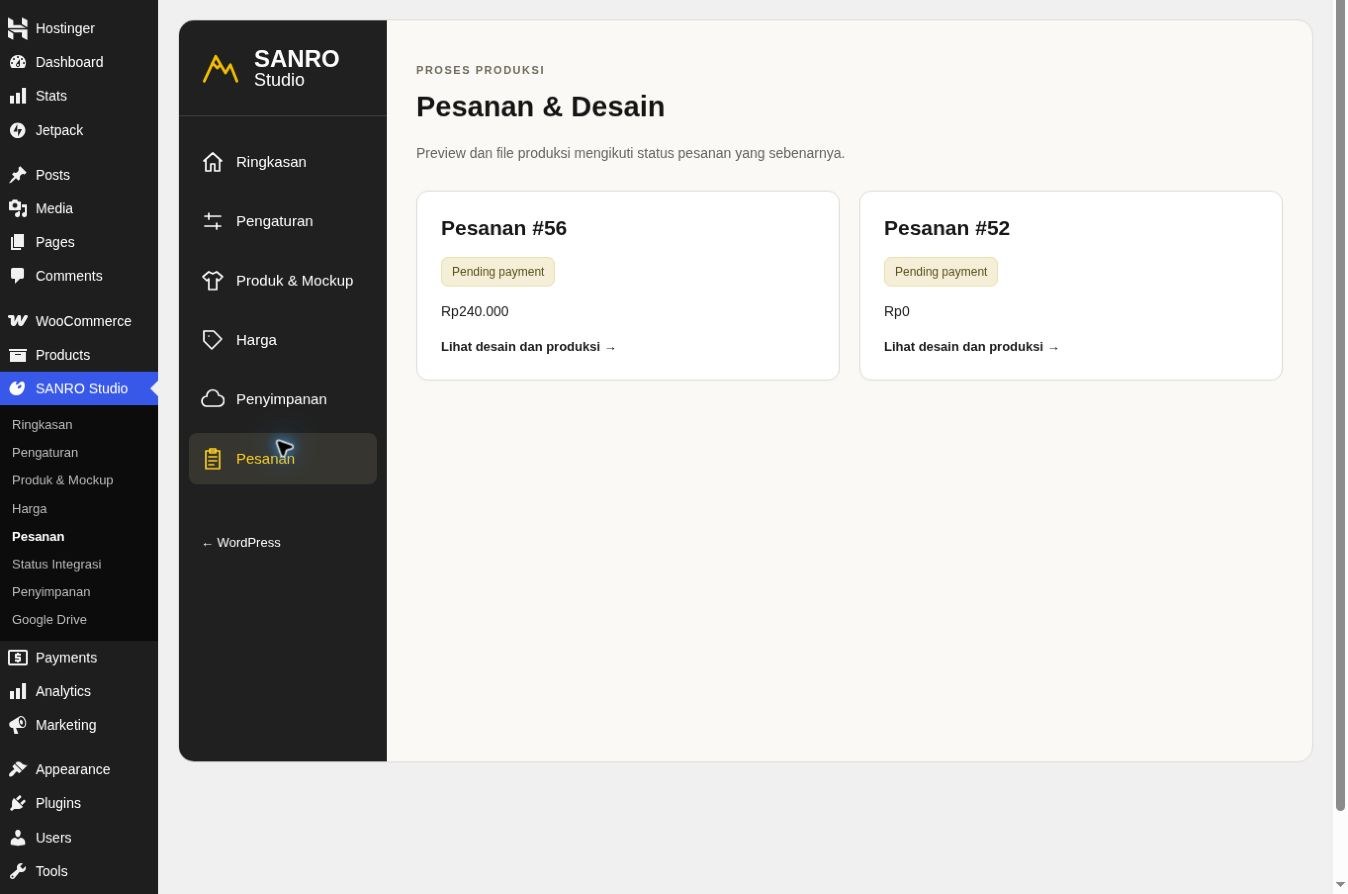 Hostinger
Dashboard
Stats
Jetpack
Posts
Media
Pages
Comments
WooCommerce
Products
SANRO Studio
Ringkasan
Pengaturan
Produk & Mockup
Harga
Pesanan
Status Integrasi
Penyimpanan
Google Drive
Payments
Analytics
Marketing
Appearance
Plugins
Users
Tools
SANRO
Studio
Ringkasan
Pengaturan
Produk & Mockup
Harga
Penyimpanan
Pesanan
← WordPress
PROSES PRODUKSI
Pesanan & Desain
Preview dan file produksi mengikuti status pesanan yang sebenarnya.
Pesanan #56
Pending payment
Rp240.000
Lihat desain dan produksi →
Pesanan #52
Pending payment
Rp0
Lihat desain dan produksi →